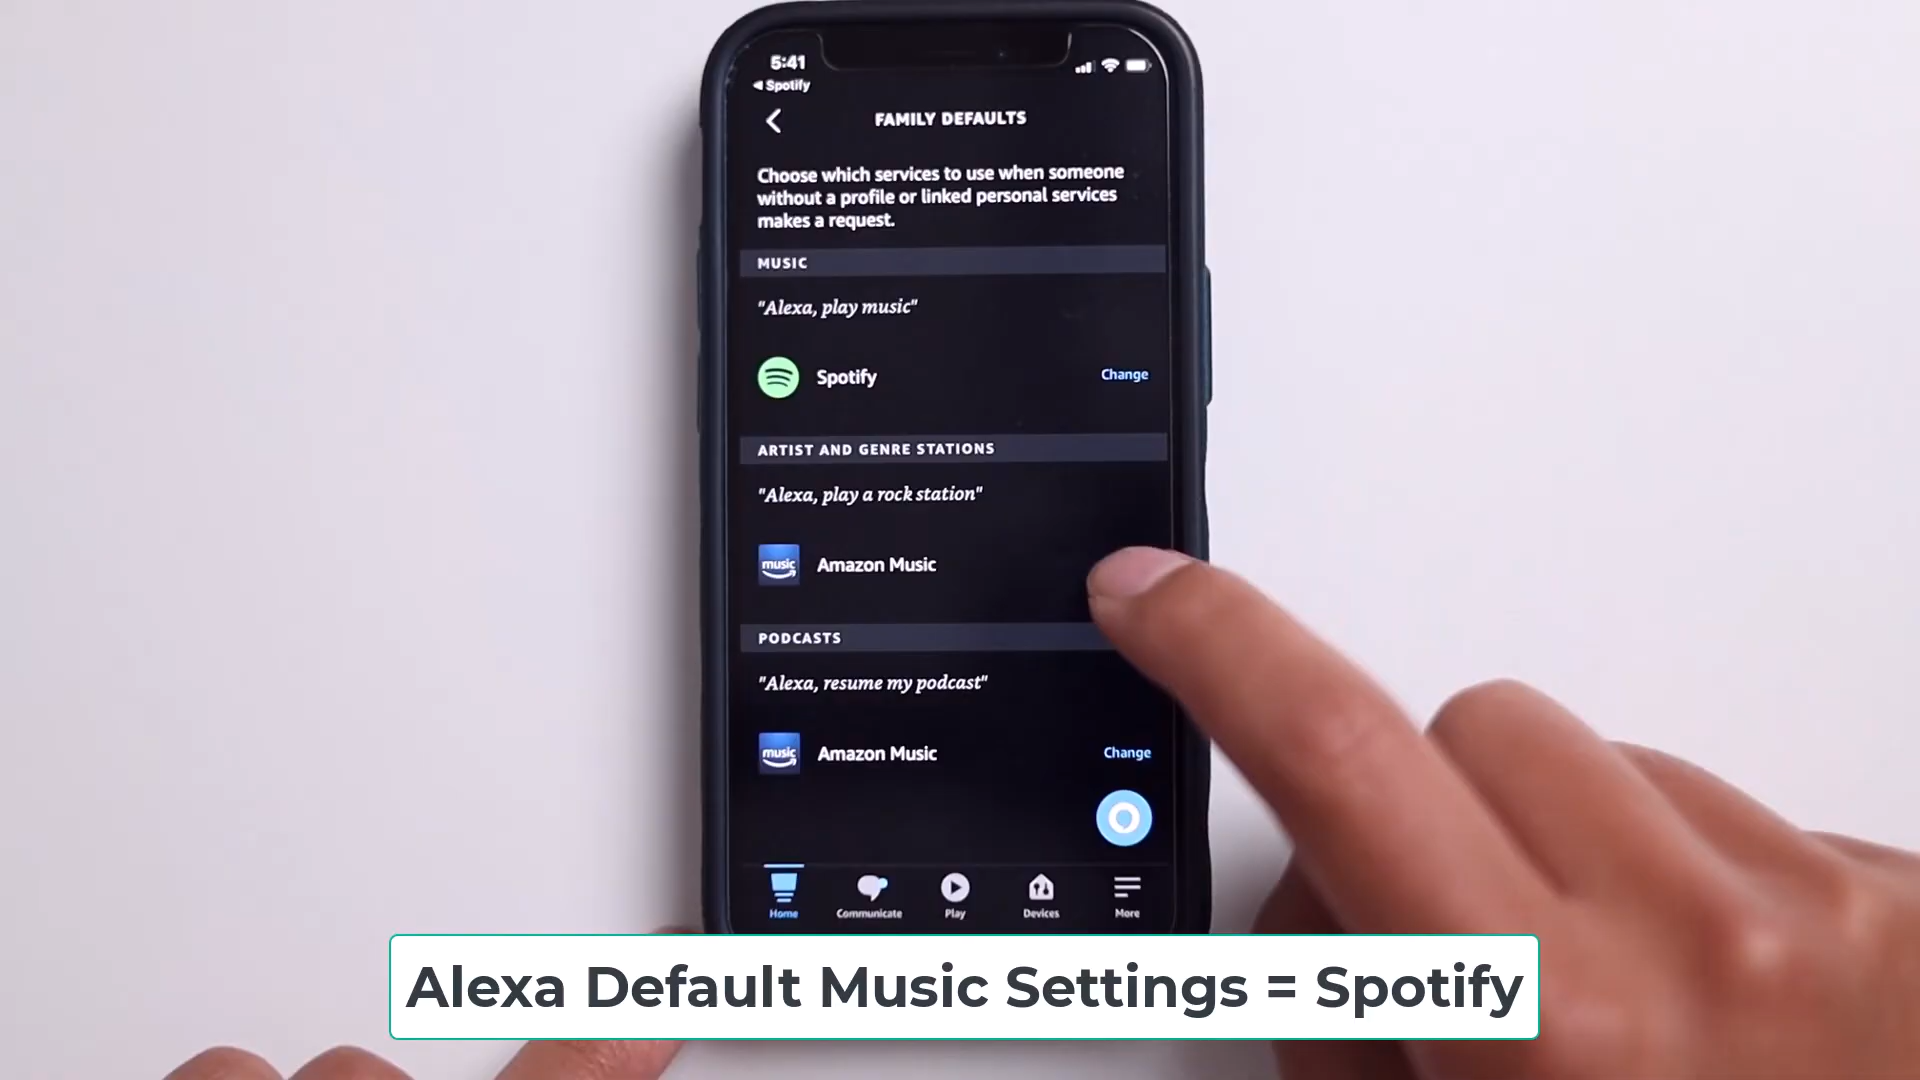 5:41
Spotify
FAMILY DEFAULTS
Choose which services to use when someone
without a profile or linked personal services
makes a request.
MUSIC
"Alexa, play music"
Spotify
Change
ARTIST AND GENRE STATIONS
"Alexa, play a rock station"
music
Amazon Music
PODCASTS
"Alexa, resume my podcast"
music
Amazon Music
Change
Home
Communicate
Play
Devices
More
Alexa Default Music Settings = Spotify